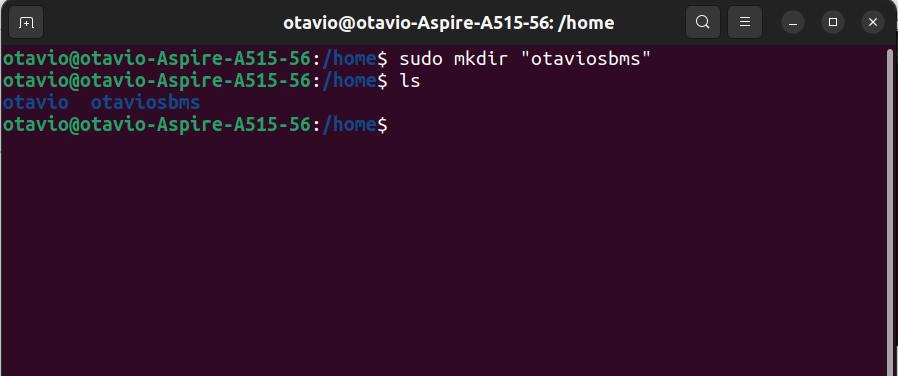 otavio@otavio-Aspire-A515-56: /home
otavio@otavio-Aspire-A515-56:/home$ sudo mkdir "otaviosbms"
otavio@otavio-Aspire-A515-56:/home$ ls
otavio  otaviosbms
otavio@otavio-Aspire-A515-56:/home$